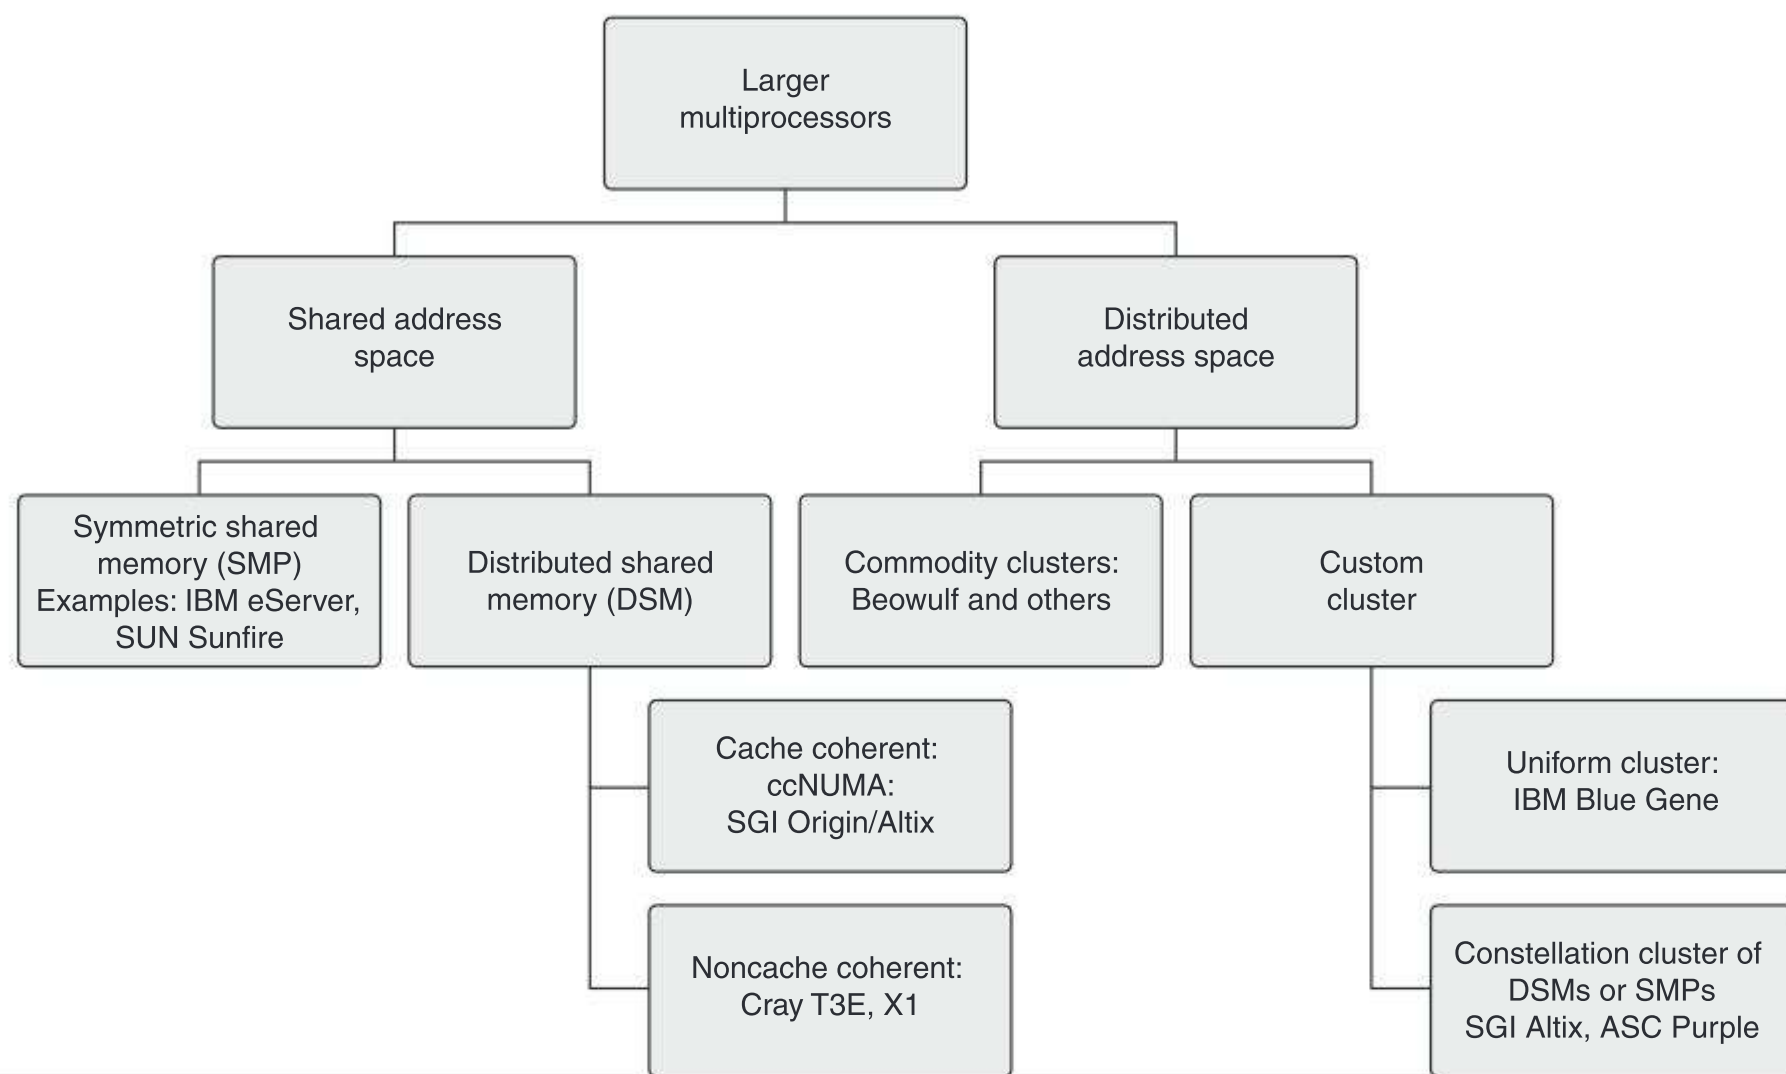 Larger
multiprocessors
Shared address
space
Distributed
address space
Symmetric shared
memory (SMP)
Examples: IBM eServer,
SUN Sunfire
Distributed shared
memory (DSM)
Commodity clusters:
Beowulf and others
Custom
cluster
Cache coherent:
ccNUMA:
SGI Origin/Altix
Uniform cluster:
IBM Blue Gene
Noncache coherent:
Cray T3E, X1
Constellation cluster of
DSMs or SMPs
SGI Altix, ASC Purple